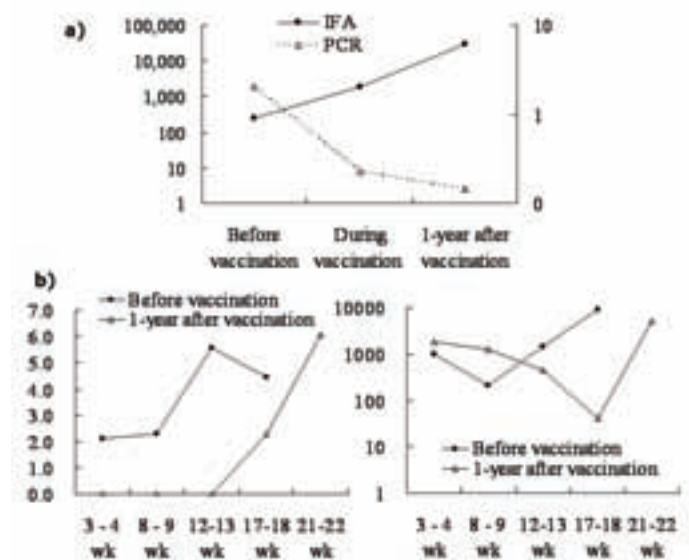 a)
IFA
PCR
100,000
10,000
1,000
100
10
1
10
1
0
Before vaccination
During vaccination
1-year after vaccination
b)
Before vaccination
1-year after vaccination
7.0
6.0
5.0
4.0
3.0
2.0
1.0
0.0
3 - 4 wk
8 - 9 wk
12-13 wk
17-18 wk
21-22 wk
10000
1000
100
10
1
Before vaccination
1-year after vaccination
3 - 4 wk
8 - 9 wk
12-13 wk
17-18 wk
21-22 wk